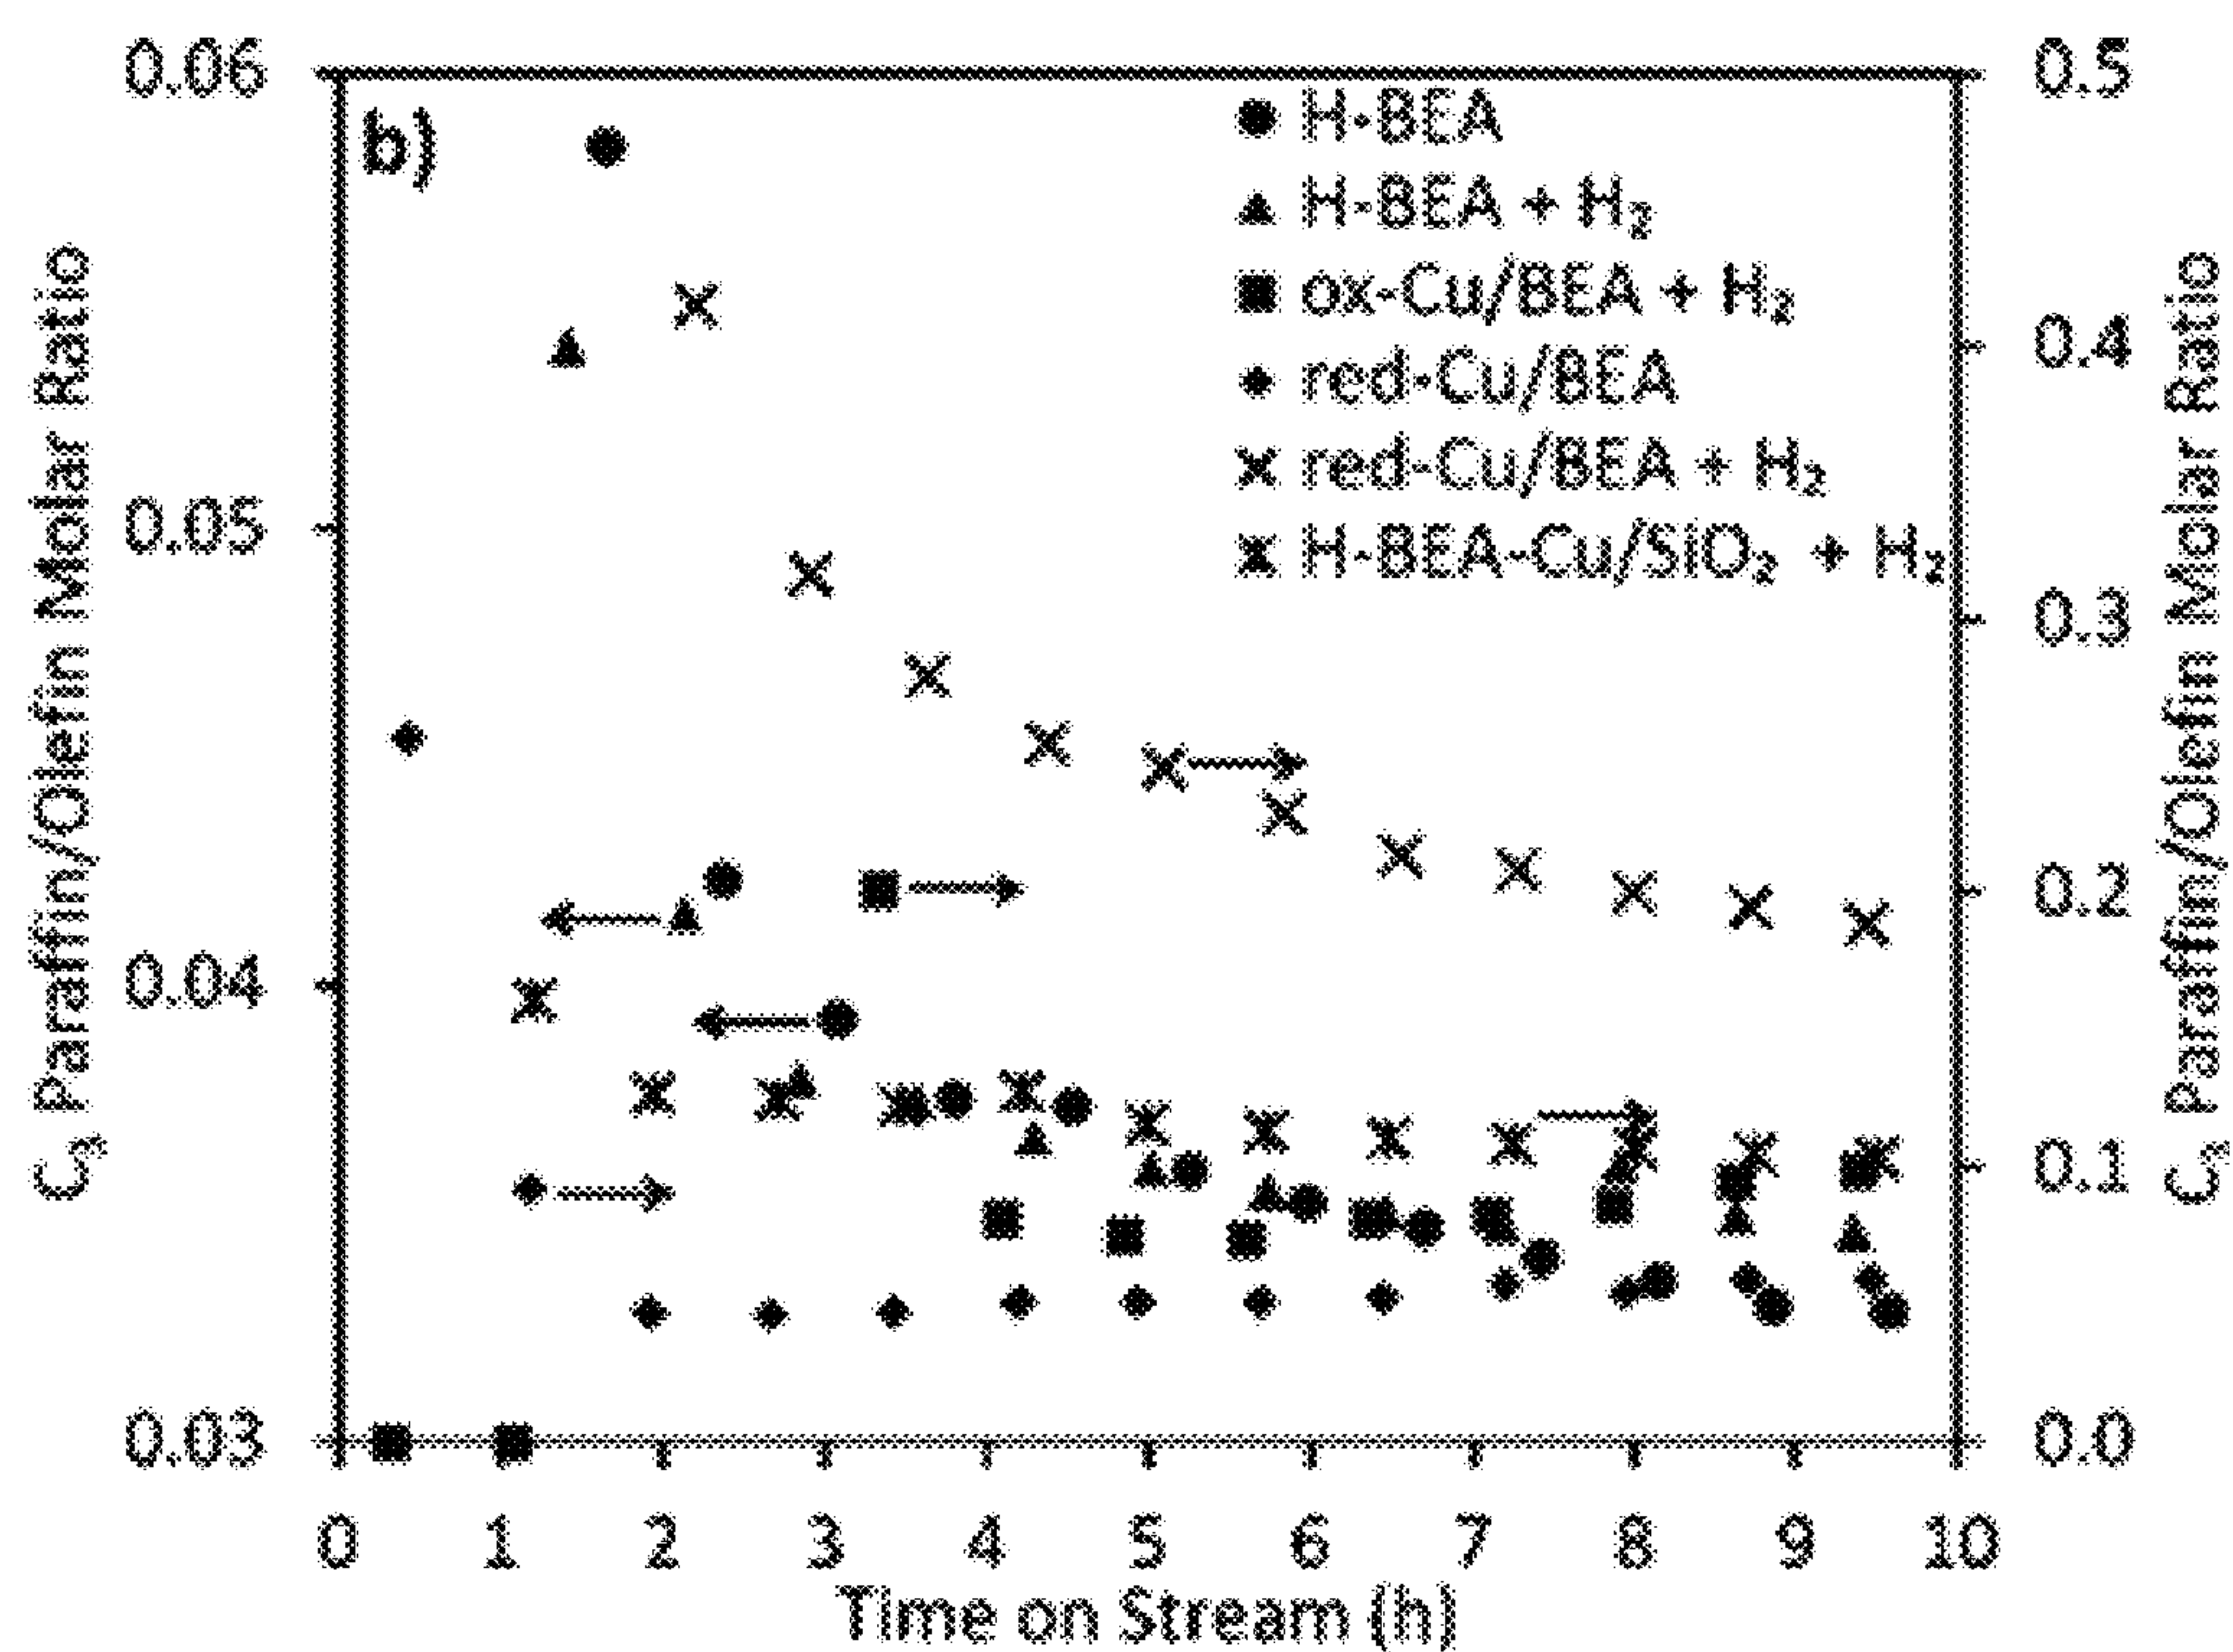 b)
H-BEA
H-BEA + H₂
ox-Cu/BEA + H₂
red-Cu/BEA
red-Cu/BEA + H₂
H-BEA-Cu/SiO₂ + H₂
C₃ Paraffin/Olefin Molar Ratio
0.06
0.05
0.04
0.03
0.5
0.4
0.3
0.2
0.1
0.0
C₃ Paraffin/Olefin Molar Ratio
0 1 2 3 4 5 6 7 8 9 10
Time on Stream (h)